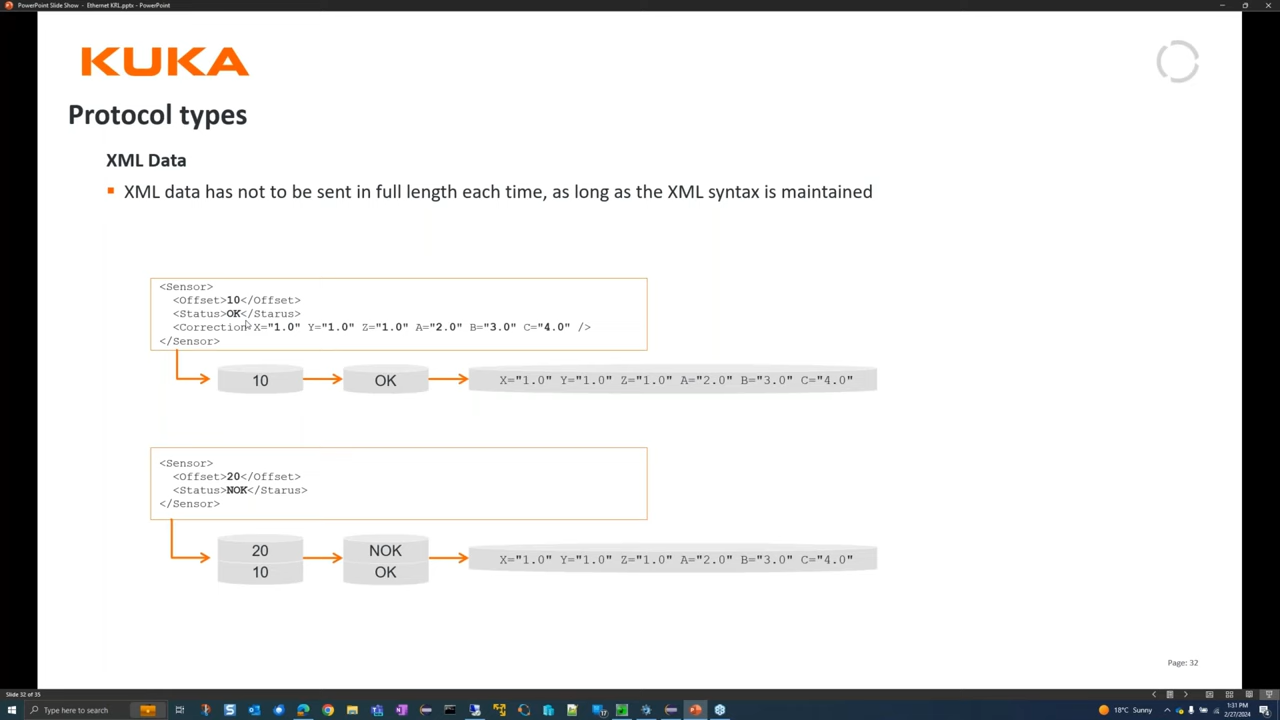 PowerPoint Slide Show - Ethernet KRL.pptx - PowerPoint
KUKA
Protocol types
XML Data
XML data has not to be sent in full length each time, as long as the XML syntax is maintained
<Sensor>
<Offset>10</Offset>
<Status>OK</Starus>
<Correction X="1.0" Y="1.0" Z="1.0" A="2.0" B="3.0" C="4.0" />
</Sensor>
10
OK
X="1.0" Y="1.0" Z="1.0" A="2.0" B="3.0" C="4.0"
<Sensor>
<Offset>20</Offset>
<Status>NOK</Starus>
</Sensor>
20
NOK
10
OK
X="1.0" Y="1.0" Z="1.0" A="2.0" B="3.0" C="4.0"
Page: 32
Slide 32 of 35
Type here to search
18°C Sunny
1:31 PM
2/27/2024